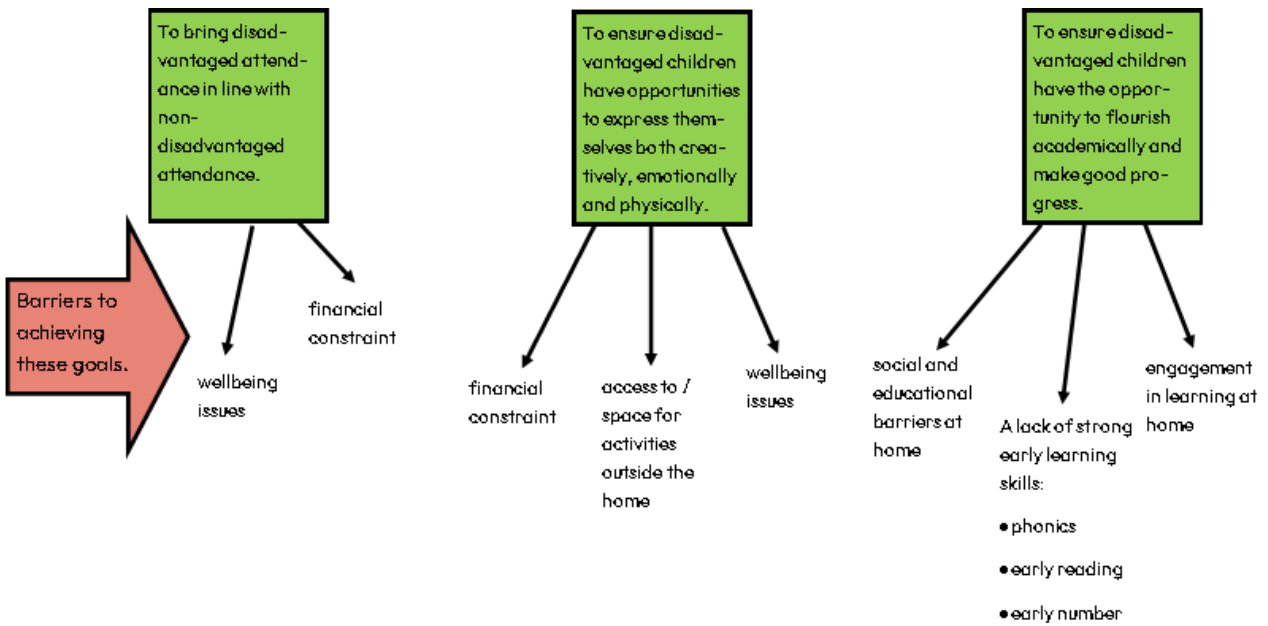 To bring disad-
vantaged attend-
ance in line with
non-
disadvantaged
attendance.
To ensure disad-
vantaged children
have opportunities
to express them-
selves both crea-
tively, emotionally
and physically.
To ensure disad-
vantaged children
have the oppor-
tunity to flourish
academically and
make good pro-
gress.
Barriers to
achieving
these goals.
wellbeing
issues
financial
constraint
financial
constraint
access to /
space for
activities
outside the
home
wellbeing
issues
social and
educational
barriers at
home
A lack of strong
early learning
skills:
● phonics
● early reading
● early number
engagement
in learning at
home